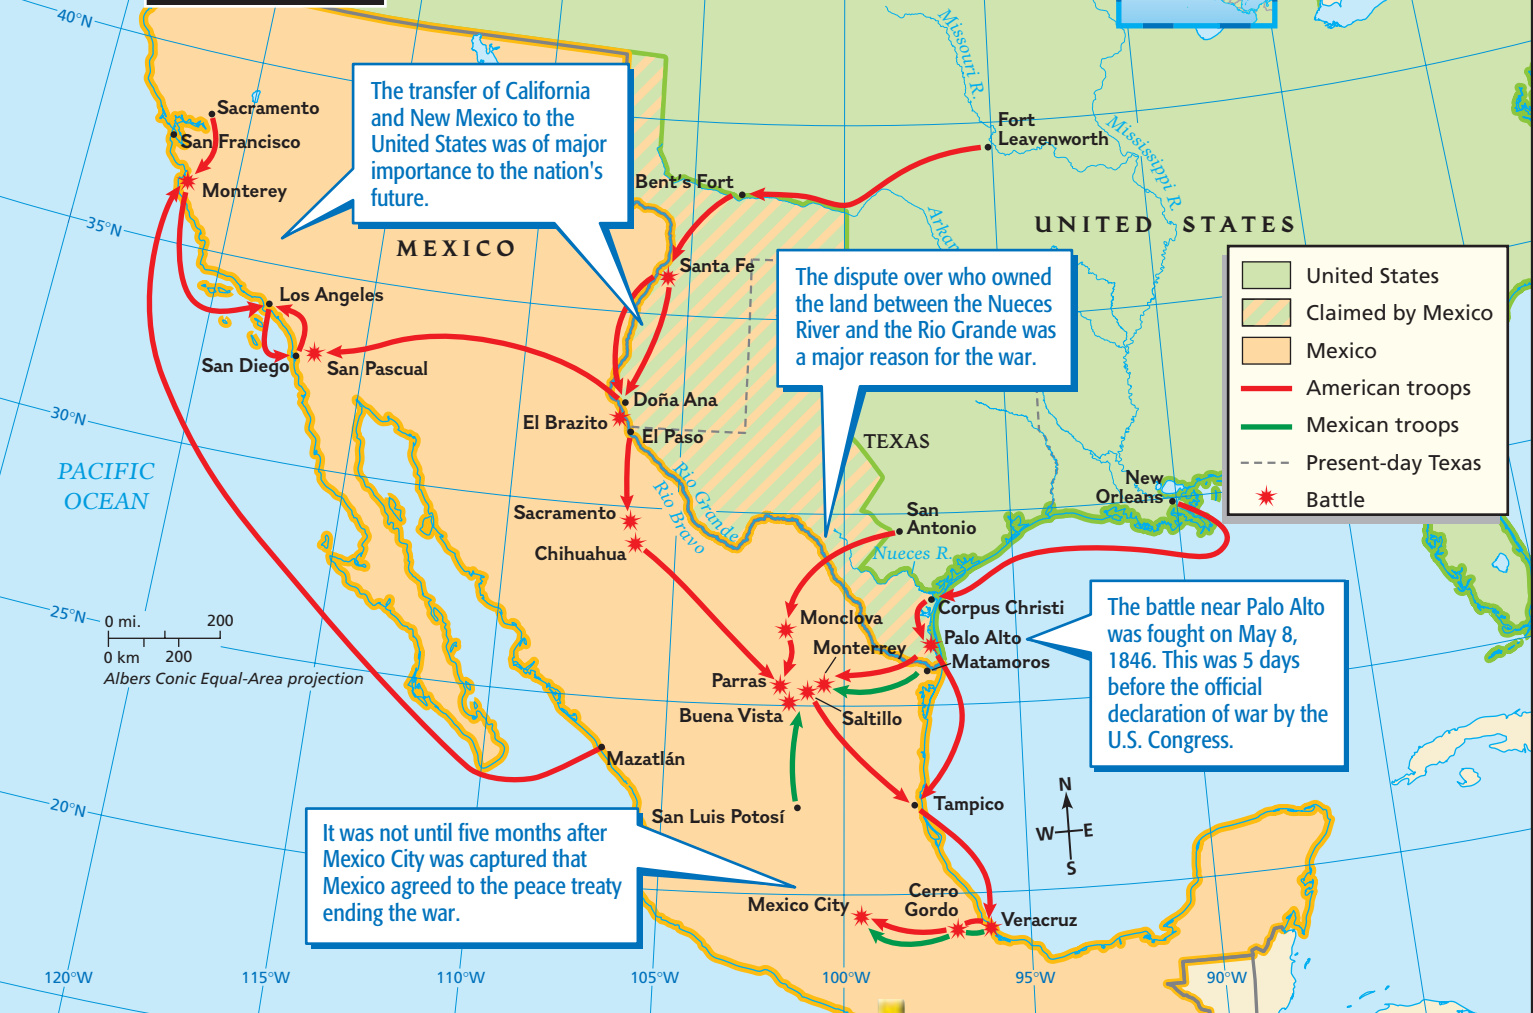 40°N
Missouri R.
The transfer of California
and New Mexico to the
United States was of major
importance to the nation's
future.
Sacramento
San Francisco
Monterey
Fort
Leavenworth
Mississippi R.
Bent's Fort
35°N
MEXICO
UNITED STATES
Arkan
Santa Fe
The dispute over who owned
the land between the Nueces
River and the Rio Grande was
a major reason for the war.
United States
Claimed by Mexico
Mexico
American troops
Mexican troops
Present-day Texas
Battle
Los Angeles
San Diego
San Pascual
30°N
Doña Ana
El Brazito
El Paso
TEXAS
PACIFIC
OCEAN
Rio Grande
Rio Bravo
New
Orleans
Sacramento
San
Antonio
Chihuahua
Nueces R.
25°N
0 mi.
200
0 km
200
Albers Conic Equal-Area projection
Corpus Christi
Monclova
Palo Alto
Monterrey
Matamoros
The battle near Palo Alto
was fought on May 8,
1846. This was 5 days
before the official
declaration of war by the
U.S. Congress.
Parras
Buena Vista
Saltillo
Mazatlán
San Luis Potosí
Tampico
N
W
E
S
20°N
It was not until five months after
Mexico City was captured that
Mexico agreed to the peace treaty
ending the war.
Mexico City
Cerro
Gordo
Veracruz
120°W
115°W
110°W
105°W
100°W
95°W
90°W